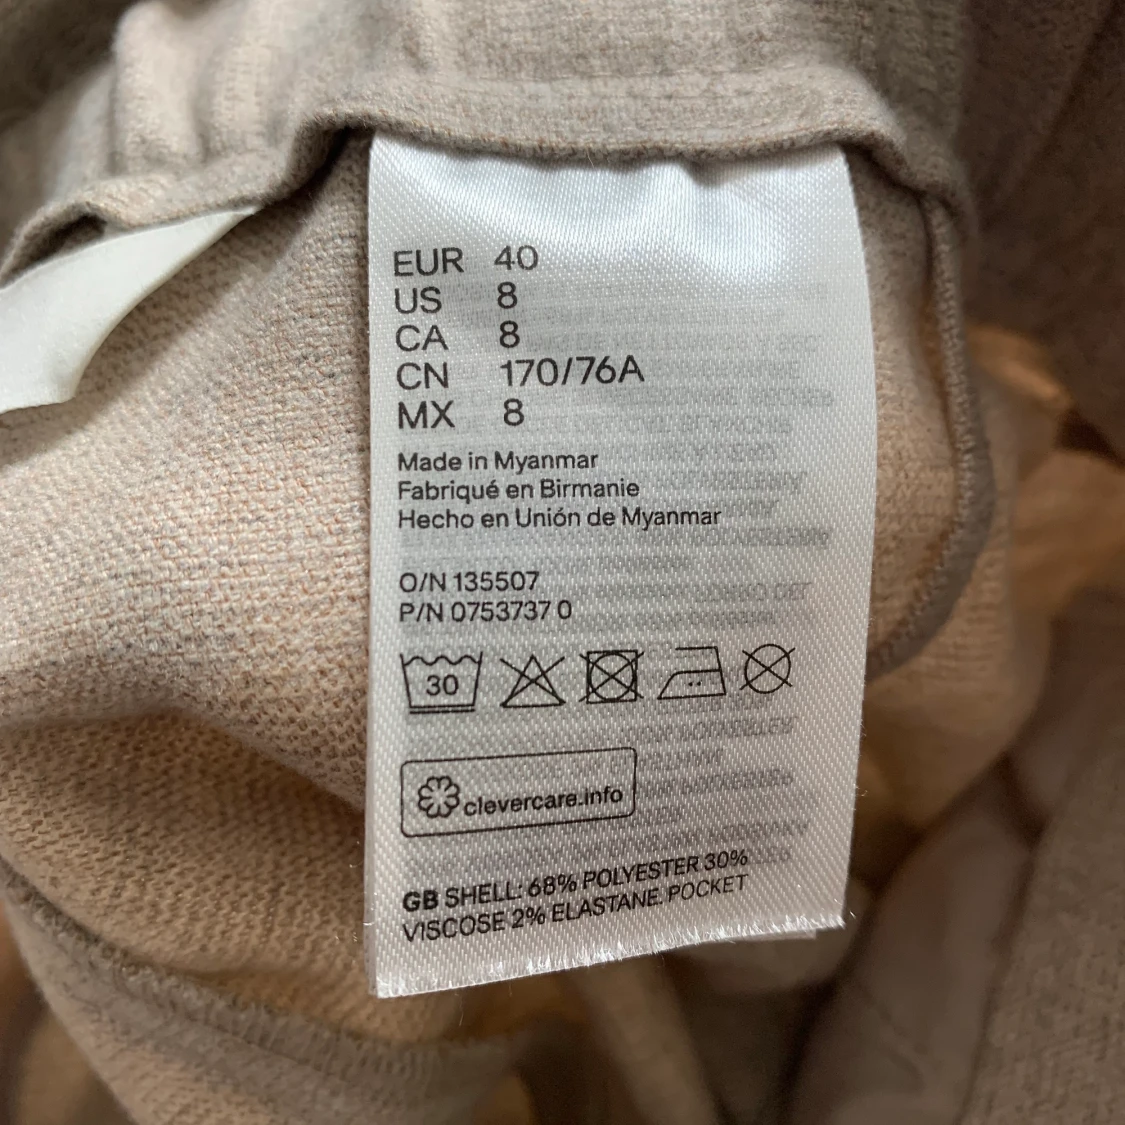 EUR 40
US 8
CA 8
CN 170/76A
MX 8
Made in Myanmar
Fabriqué en Birmanie
Hecho en Unión de Myanmar
O/N 135507
P/N 0753737 0
30
clevercare.info
GB SHELL: 68% POLYESTER 30%
VISCOSE 2% ELASTANE. POCKET